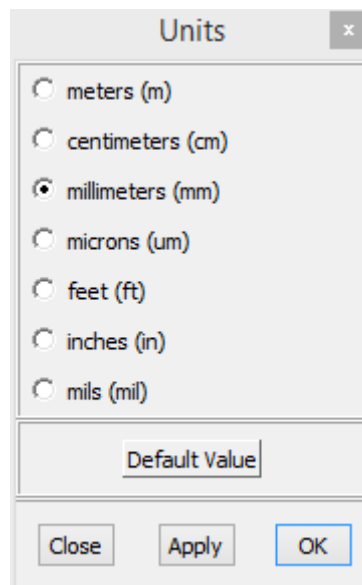 Units
x
meters (m)
centimeters (cm)
millimeters (mm)
microns (um)
feet (ft)
inches (in)
mils (mil)
Default Value
Close Apply OK